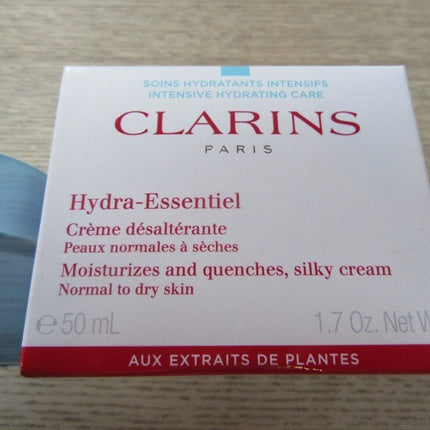 SOINS HYDRATANTS INTENSIFS
INTENSIVE HYDRATING CARE
CLARINS
PARIS
Hydra-Essentiel
Crème désaltérante
Peaux normales à sèches
Moisturizes and quenches, silky cream
Normal to dry skin
℮50 mL 1.7 Oz. Net W
AUX EXTRAITS DE PLANTES